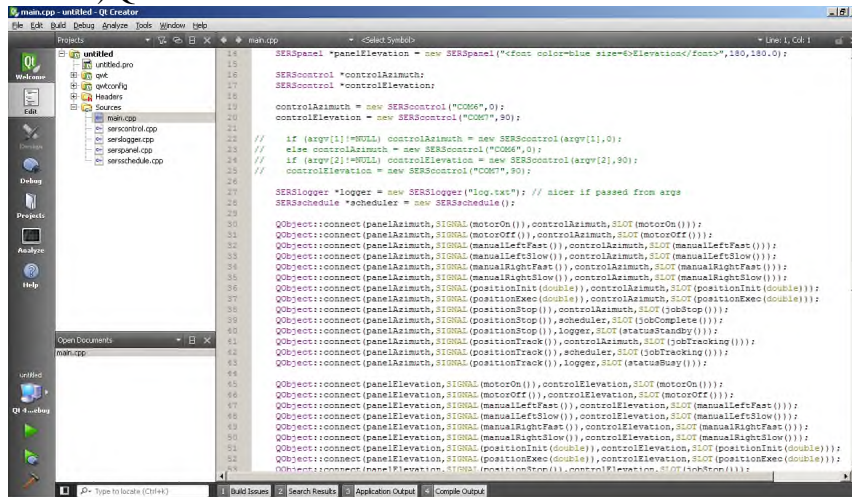 main.cpp - untitled - Qt Creator
File Edit Build Debug Analyze Tools Window Help
Projects
main.cpp
<Select Symbol>
Line: 1, Col: 1
Welcome
Edit
Design
Debug
Projects
Analyze
Help
untitled
Qt 4...ebug
untitled
untitled.pro
qwt
qwtconfig
Headers
Sources
main.cpp
serscontrol.cpp
serslogger.cpp
serspanel.cpp
sersschedule.cpp
Open Documents
main.cpp
14 SERSpanel *panelElevation = new SERSpanel("<font color=blue size=6>Elevation</font>",180,180.0);
15
16 SERScontrol *controlAzimuth;
17 SERScontrol *controlElevation;
18
19 controlAzimuth = new SERScontrol("COM6",0);
20 controlElevation = new SERScontrol("COM7",90);
21
22 // if (argv[1]!=NULL) controlAzimuth = new SERScontrol(argv[1],0);
23 // else controlAzimuth = new SERScontrol("COM6",0);
24 // if (argv[2]!=NULL) controlElevation = new SERScontrol(argv[2],90);
25 // controlElevation = new SERScontrol("COM7",90);
26
27 SERSlogger *logger = new SERSlogger("log.txt"); // nicer if passed from args
28 SERSschedule *scheduler = new SERSschedule();
29
30 QObject::connect(panelAzimuth,SIGNAL(motorOn()),controlAzimuth,SLOT(motorOn()));
31 QObject::connect(panelAzimuth,SIGNAL(motorOff()),controlAzimuth,SLOT(motorOff()));
32 QObject::connect(panelAzimuth,SIGNAL(manualLeftFast()),controlAzimuth,SLOT(manualLeftFast()));
33 QObject::connect(panelAzimuth,SIGNAL(manualLeftSlow()),controlAzimuth,SLOT(manualLeftSlow()));
34 QObject::connect(panelAzimuth,SIGNAL(manualRightFast()),controlAzimuth,SLOT(manualRightFast()));
35 QObject::connect(panelAzimuth,SIGNAL(manualRightSlow()),controlAzimuth,SLOT(manualRightSlow()));
36 QObject::connect(panelAzimuth,SIGNAL(positionInit(double)),controlAzimuth,SLOT(positionInit(double)));
37 QObject::connect(panelAzimuth,SIGNAL(positionExec(double)),controlAzimuth,SLOT(positionExec(double)));
38 QObject::connect(panelAzimuth,SIGNAL(positionStop()),controlAzimuth,SLOT(jobStop()));
39 QObject::connect(panelAzimuth,SIGNAL(positionStop()),scheduler,SLOT(jobComplete()));
40 QObject::connect(panelAzimuth,SIGNAL(positionStop()),logger,SLOT(statusStandby()));
41 QObject::connect(panelAzimuth,SIGNAL(positionTrack()),controlAzimuth,SLOT(jobTracking()));
42 QObject::connect(panelAzimuth,SIGNAL(positionTrack()),scheduler,SLOT(jobTracking()));
43 QObject::connect(panelAzimuth,SIGNAL(positionTrack()),logger,SLOT(statusBusy()));
44
45 QObject::connect(panelElevation,SIGNAL(motorOn()),controlElevation,SLOT(motorOn()));
46 QObject::connect(panelElevation,SIGNAL(motorOff()),controlElevation,SLOT(motorOff()));
47 QObject::connect(panelElevation,SIGNAL(manualLeftFast()),controlElevation,SLOT(manualLeftFast()));
48 QObject::connect(panelElevation,SIGNAL(manualLeftSlow()),controlElevation,SLOT(manualLeftSlow()));
49 QObject::connect(panelElevation,SIGNAL(manualRightFast()),controlElevation,SLOT(manualRightFast()));
50 QObject::connect(panelElevation,SIGNAL(manualRightSlow()),controlElevation,SLOT(manualRightSlow()));
51 QObject::connect(panelElevation,SIGNAL(positionInit(double)),controlElevation,SLOT(positionInit(double)));
52 QObject::connect(panelElevation,SIGNAL(positionExec(double)),controlElevation,SLOT(positionExec(double)));
53 QObject::connect(panelElevation,SIGNAL(positionStop()),controlElevation,SLOT(jobStop()));
Type to locate (Ctrl+K)
1 Build Issues 2 Search Results 3 Application Output 4 Compile Output